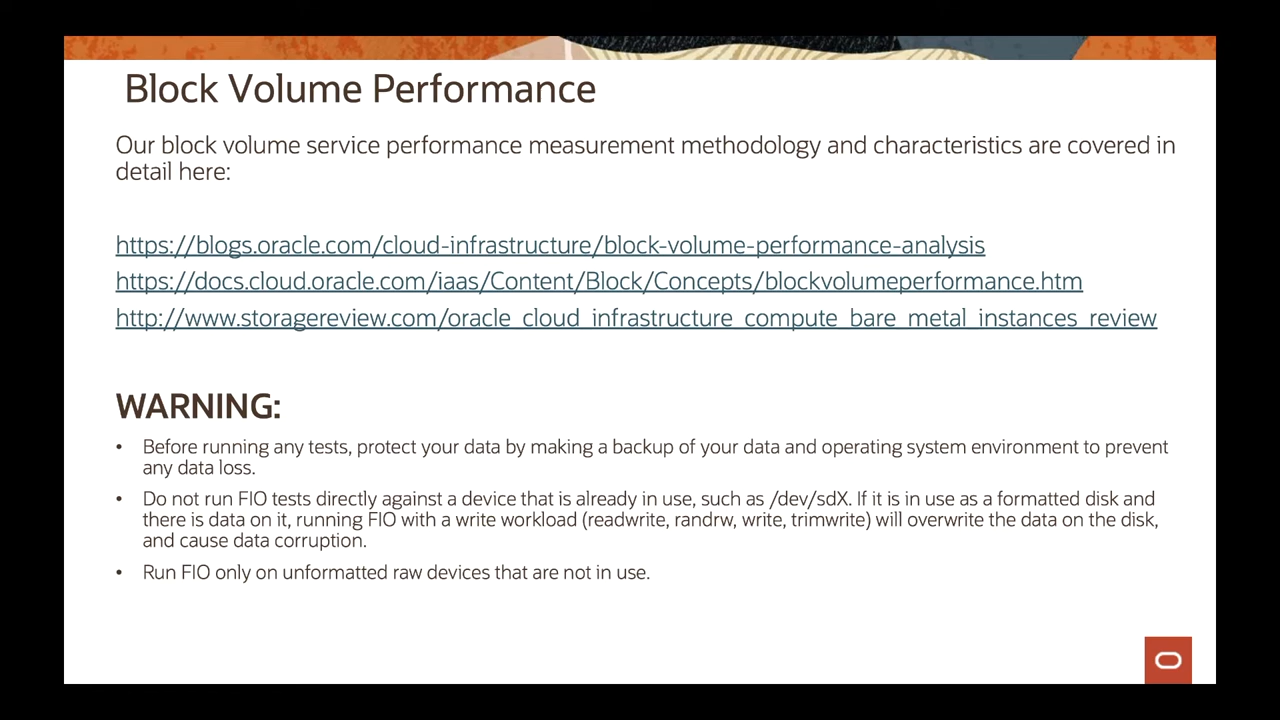 Block Volume Performance
Our block volume service performance measurement methodology and characteristics are covered in
detail here:
https://blogs.oracle.com/cloud-infrastructure/block-volume-performance-analysis
https://docs.cloud.oracle.com/iaas/Content/Block/Concepts/blockvolumeperformance.htm
http://www.storagereview.com/oracle_cloud_infrastructure_compute_bare_metal_instances_review
WARNING:
• Before running any tests, protect your data by making a backup of your data and operating system environment to prevent
any data loss.
• Do not run FIO tests directly against a device that is already in use, such as /dev/sdX. If it is in use as a formatted disk and
there is data on it, running FIO with a write workload (readwrite, randrw, write, trimwrite) will overwrite the data on the disk,
and cause data corruption.
• Run FIO only on unformatted raw devices that are not in use.